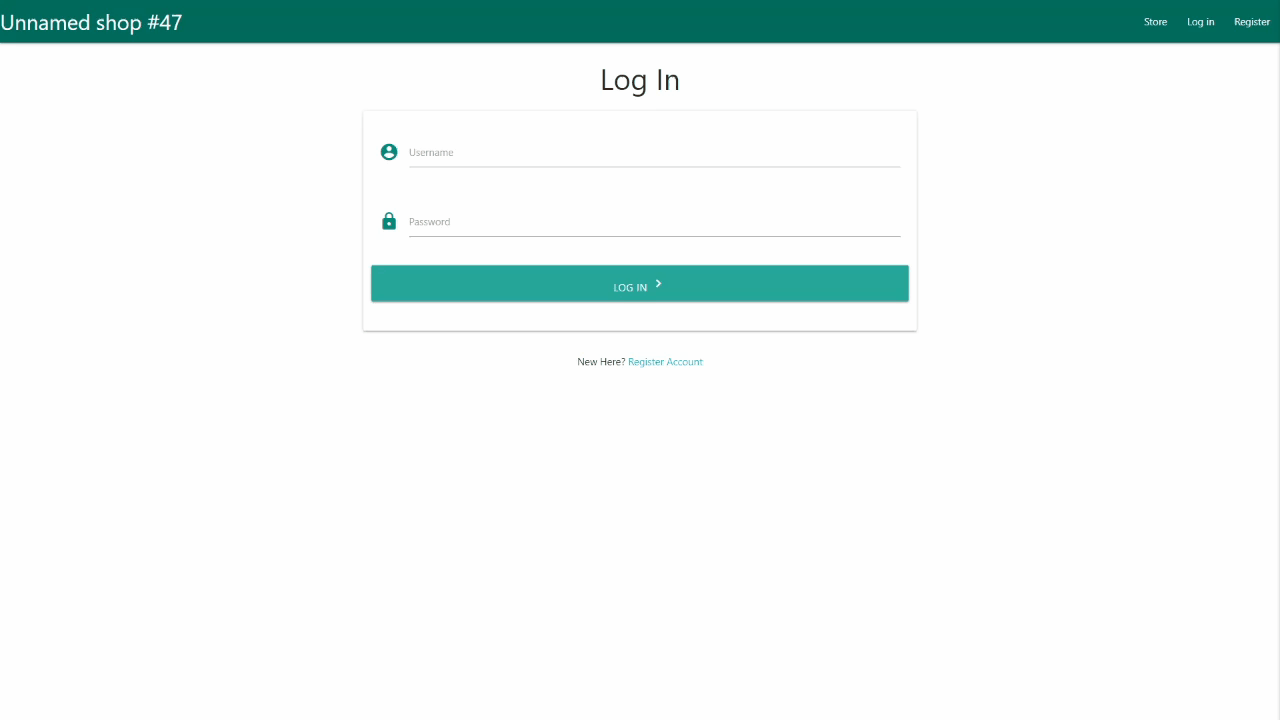 Unnamed shop #47
Store Log in Register
Log In
Username
Password
LOG IN
New Here? Register Account